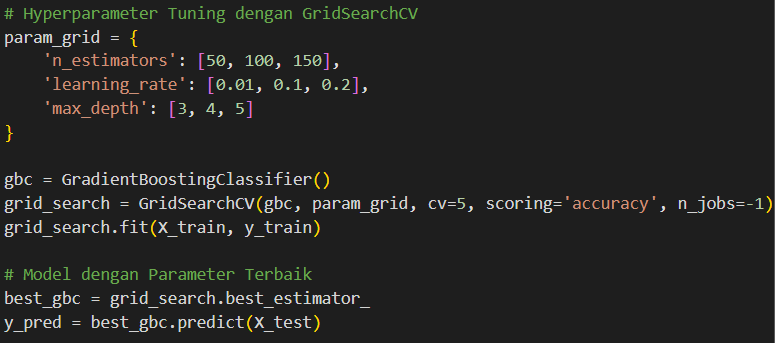 # Hyperparameter Tuning dengan GridSearchCV
param_grid = {
    'n_estimators': [50, 100, 150],
    'learning_rate': [0.01, 0.1, 0.2],
    'max_depth': [3, 4, 5]
}

gbc = GradientBoostingClassifier()
grid_search = GridSearchCV(gbc, param_grid, cv=5, scoring='accuracy', n_jobs=-1)
grid_search.fit(X_train, y_train)

# Model dengan Parameter Terbaik
best_gbc = grid_search.best_estimator_
y_pred = best_gbc.predict(X_test)